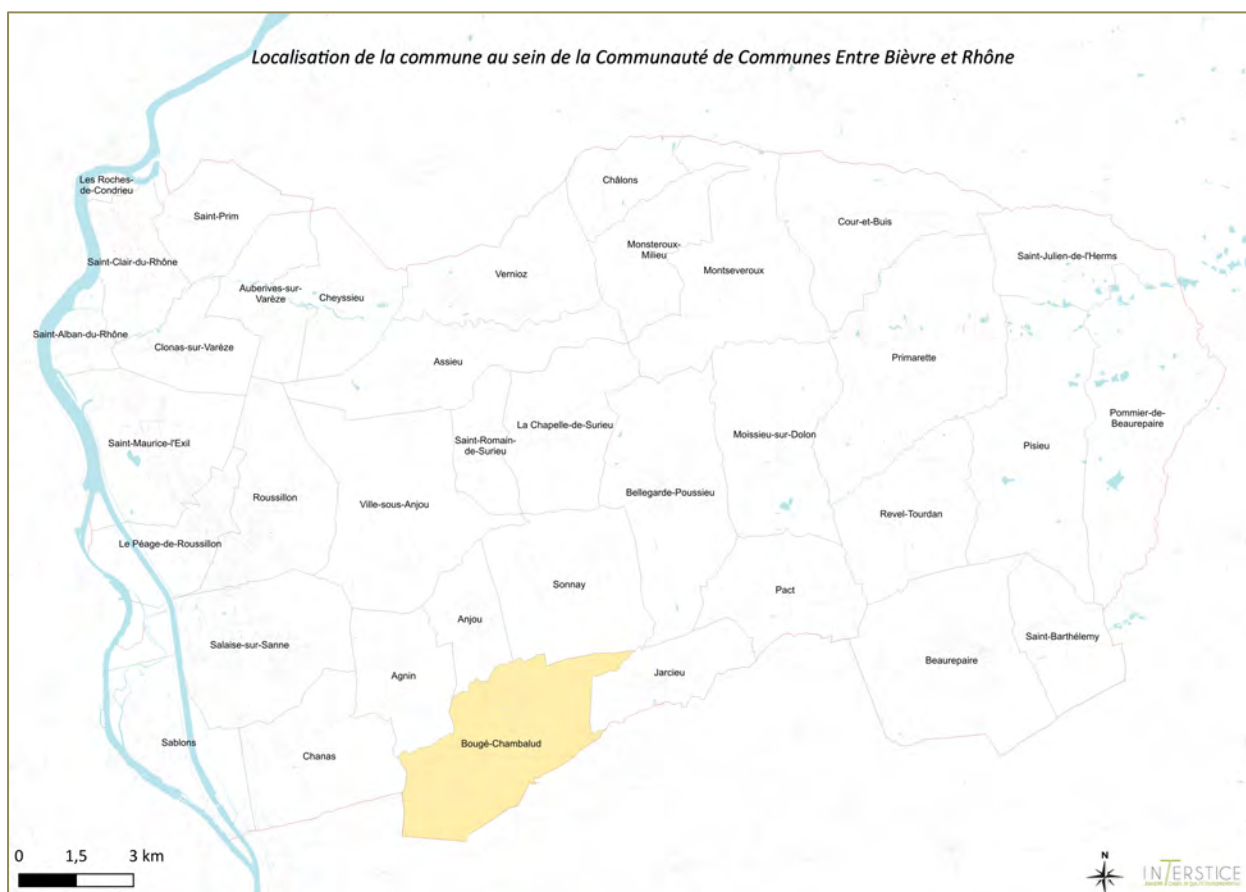 Localisation de la commune au sein de la Communauté de Communes Entre Bièvre et Rhône
Les Roches-
de-Condrieu
Saint-Prim
Châlons
Cour-et-Buis
Saint-Clair-du-Rhône
Auberives-sur-
Varèze
Cheyssieu
Vernioz
Monsteroux-
Milieu
Montseveroux
Saint-Julien-de-l'Herms
Saint-Alban-du-Rhône
Clonas-sur-Varèze
Assieu
Primarette
Saint-Maurice-l'Exil
Roussillon
Ville-sous-Anjou
Saint-Romain-
de-Surieu
La Chapelle-de-Surieu
Bellegarde-Poussieu
Moissieu-sur-Dolon
Revel-Tourdan
Pisieu
Pommier-de-
Beaurepaire
Le Péage-de-Roussillon
Sonnay
Pact
Anjou
Salaise-sur-Sanne
Agnin
Jarcieu
Beaurepaire
Saint-Barthélemy
Sablons
Chanas
Bougé-Chambalud
0 1,5 3 km
N
INTERSTICE